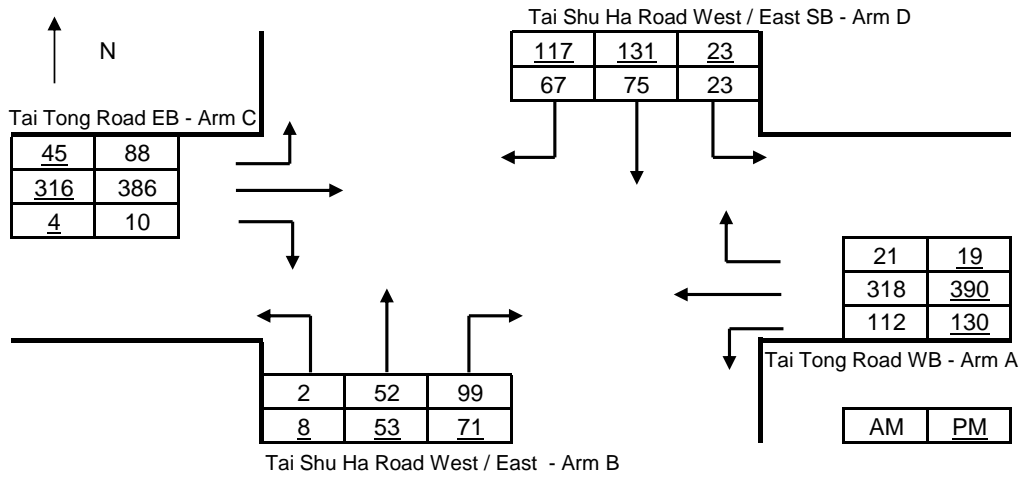 Tai Shu Ha Road West / East SB - Arm D
N
117 131 23
67 75 23
Tai Tong Road EB - Arm C
45 88
316 386
4 10
21 19
318 390
112 130
Tai Tong Road WB - Arm A
2 52 99
8 53 71
AM PM
Tai Shu Ha Road West / East - Arm B